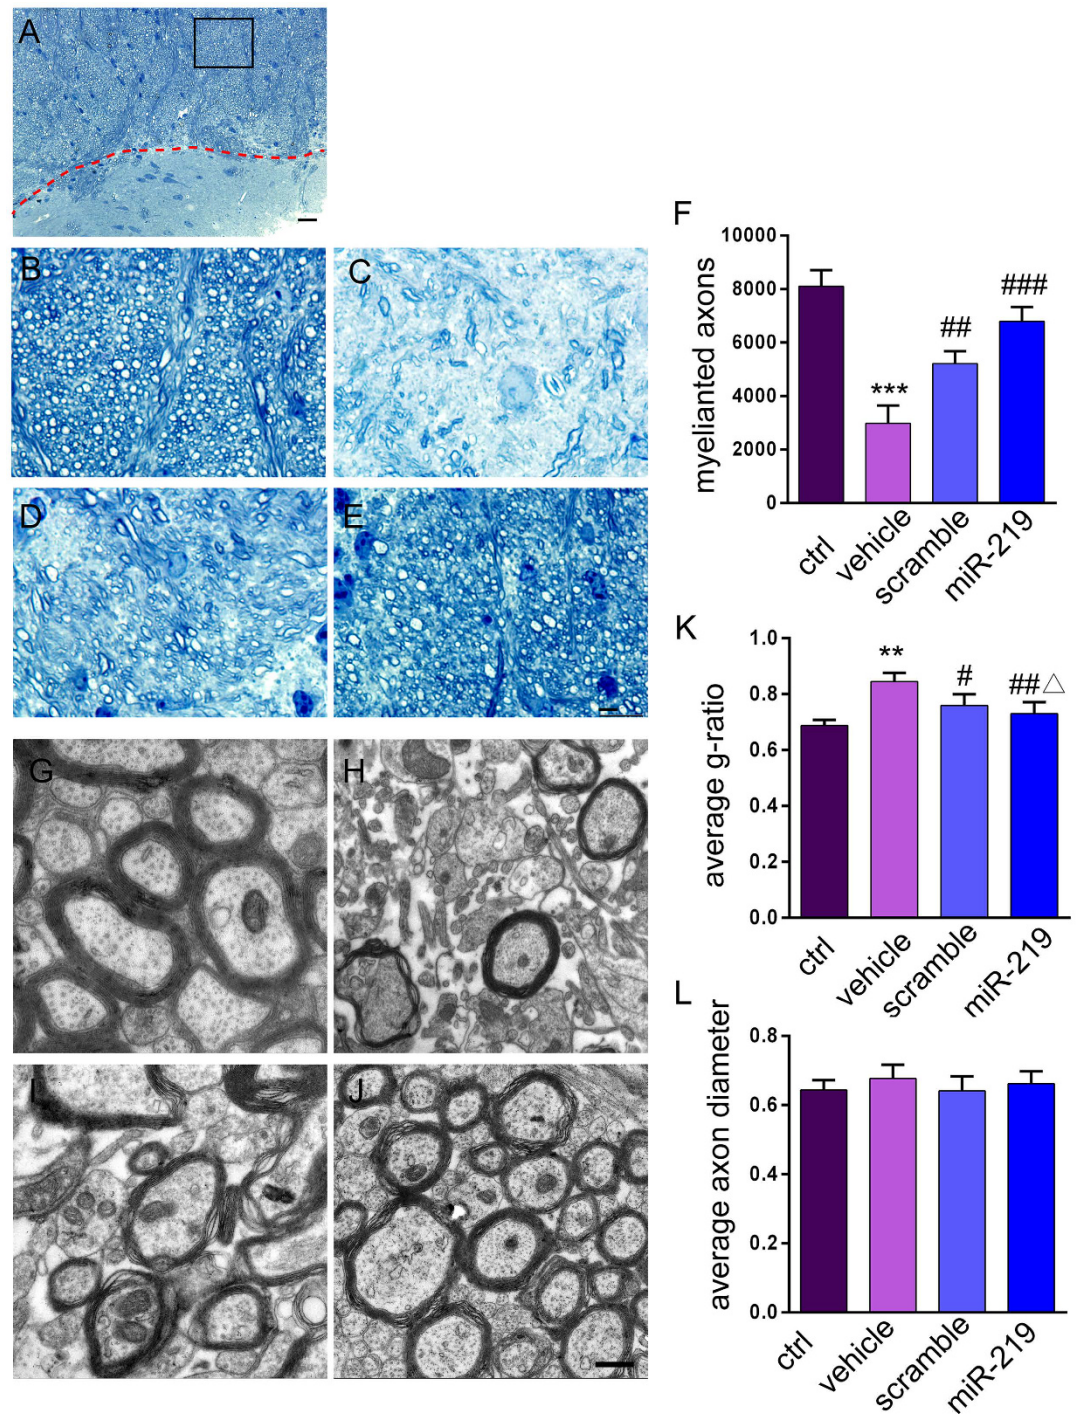 A
B
C
D
E
F
10000
8000
6000
4000
2000
0
myelianted axons
***
##
###
ctrl
vehicle
scramble
miR-219
G
H
I
J
K
1.0
0.8
0.6
0.4
0.2
0.0
average g-ratio
**
#
##△
ctrl
vehicle
scramble
miR-219
L
0.8
0.6
0.4
0.2
0.0
average axon diameter
ctrl
vehicle
scramble
miR-219